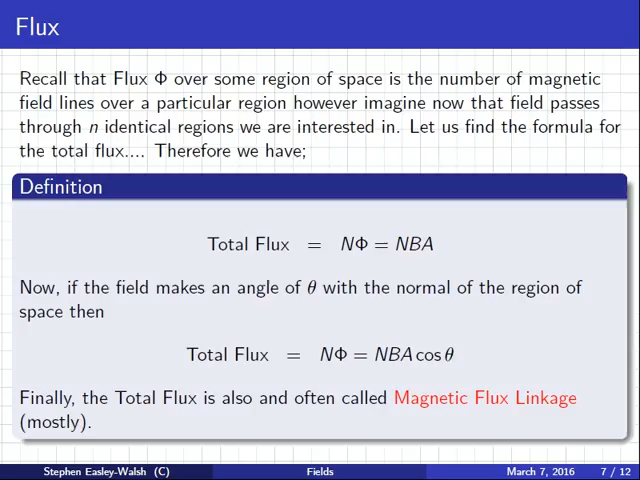 Flux
Recall that Flux Φ over some region of space is the number of magnetic
field lines over a particular region however imagine now that field passes
through n identical regions we are interested in. Let us find the formula for
the total flux.... Therefore we have;
Definition
Total Flux = NΦ = NBA
Now, if the field makes an angle of θ with the normal of the region of
space then
Total Flux = NΦ = NBA cos θ
Finally, the Total Flux is also and often called Magnetic Flux Linkage
(mostly).
Stephen Easley-Walsh (C) Fields March 7, 2016 7 / 12